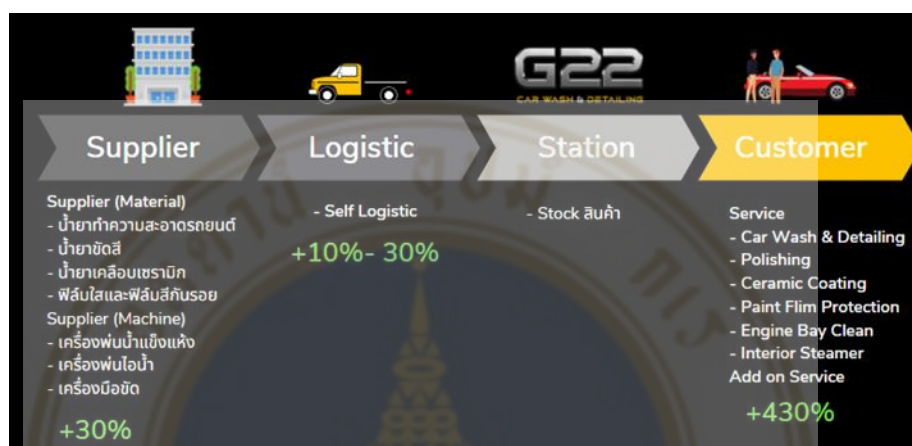 G22
CAR WASH & DETAILING
Supplier
Logistic
Station
Customer
Supplier (Material)
- น้ำยาทำความสะอาดรถยนต์
- น้ำยาขัดสี
- น้ำยาเคลือบเซรามิก
- ฟิล์มใสและฟิล์มสีกันรอย
Supplier (Machine)
- เครื่องพ่นน้ำแข็งแห้ง
- เครื่องพ่นไอน้ำ
- เครื่องมือขัด
+30%
- Self Logistic
+10%- 30%
- Stock สินค้า
Service
- Car Wash & Detailing
- Polishing
- Ceramic Coating
- Paint Flim Protection
- Engine Bay Clean
- Interior Steamer
Add on Service
+430%